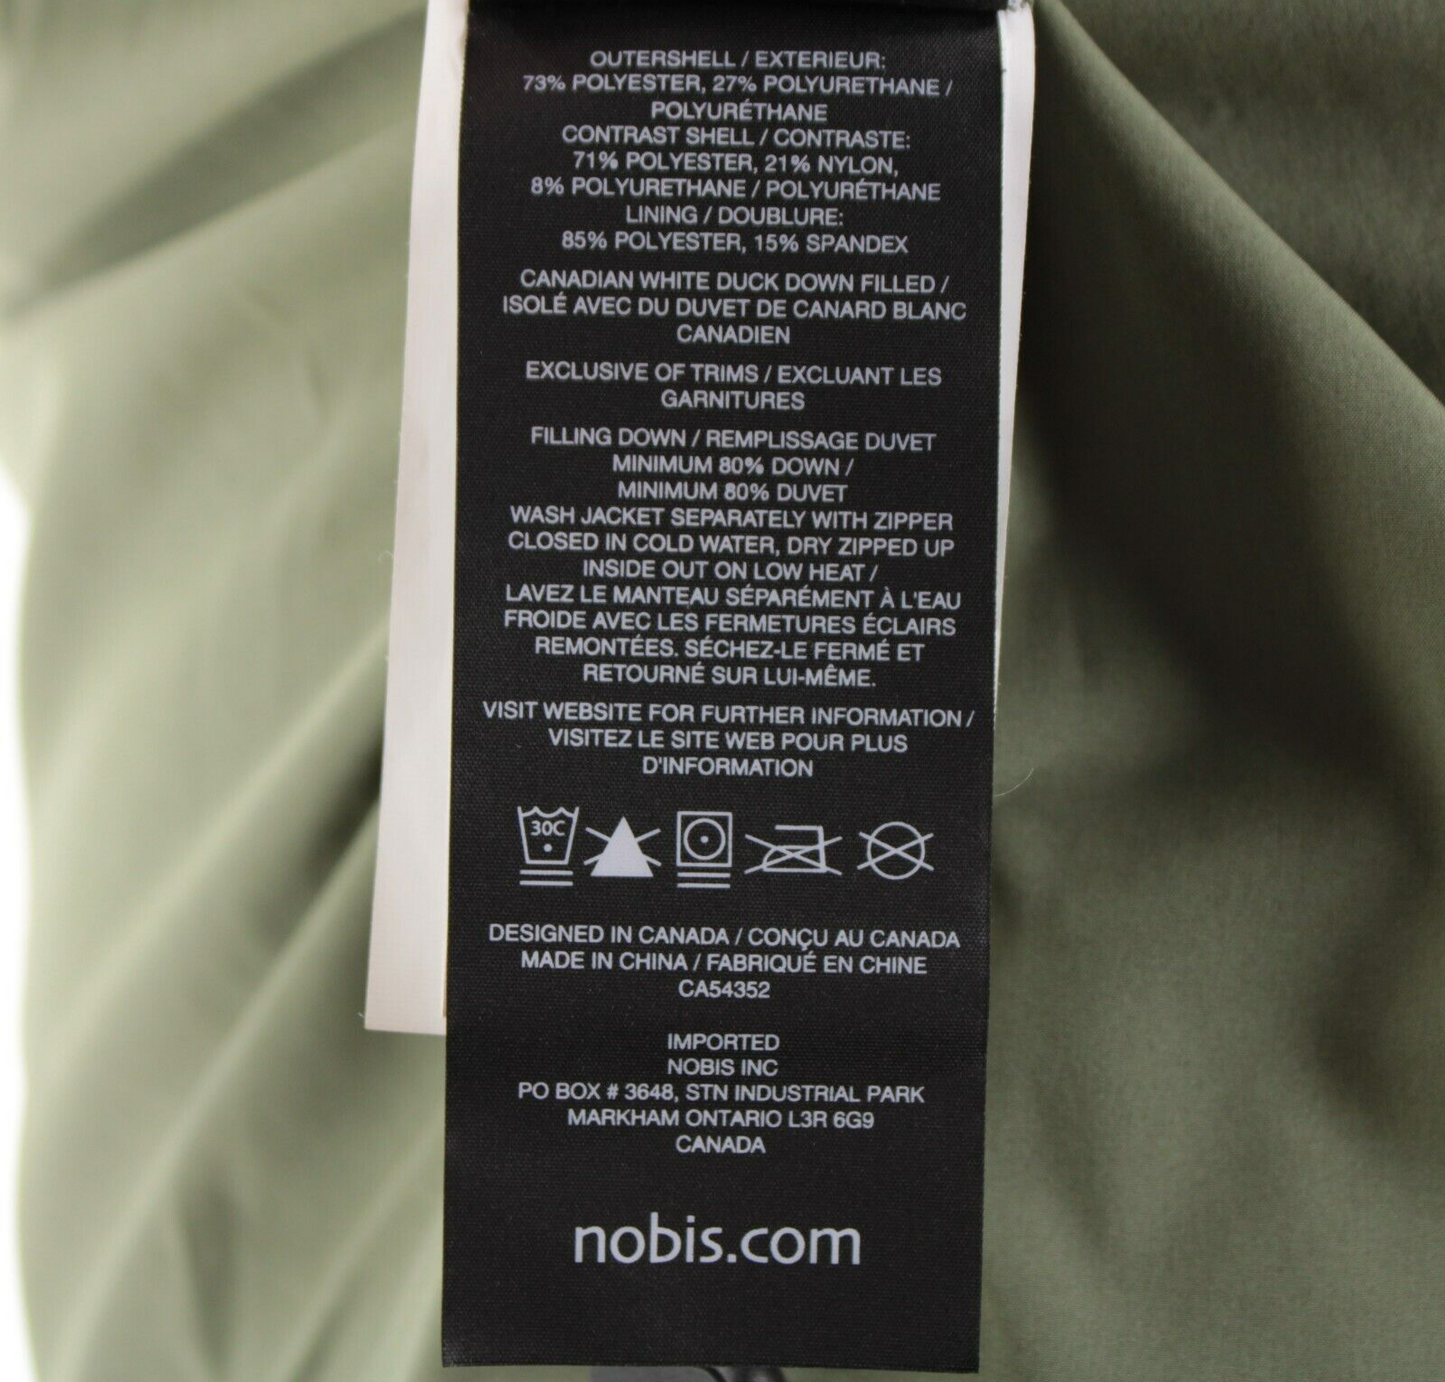 OUTERSHELL / EXTERIEUR:
73% POLYESTER, 27% POLYURETHANE /
POLYURÉTHANE
CONTRAST SHELL / CONTRASTE:
71% POLYESTER, 21% NYLON,
8% POLYURETHANE / POLYURÉTHANE
LINING / DOUBLURE:
85% POLYESTER, 15% SPANDEX
CANADIAN WHITE DUCK DOWN FILLED /
ISOLÉ AVEC DU DUVET DE CANARD BLANC
CANADIEN
EXCLUSIVE OF TRIMS / EXCLUANT LES
GARNITURES
FILLING DOWN / REMPLISSAGE DUVET
MINIMUM 80% DOWN /
MINIMUM 80% DUVET
WASH JACKET SEPARATELY WITH ZIPPER
CLOSED IN COLD WATER, DRY ZIPPED UP
INSIDE OUT ON LOW HEAT /
LAVEZ LE MANTEAU SÉPARÉMENT À L'EAU
FROIDE AVEC LES FERMETURES ÉCLAIRS
REMONTÉES. SÉCHEZ-LE FERMÉ ET
RETOURNÉ SUR LUI-MÊME.
VISIT WEBSITE FOR FURTHER INFORMATION /
VISITEZ LE SITE WEB POUR PLUS
D'INFORMATION
30C
DESIGNED IN CANADA / CONÇU AU CANADA
MADE IN CHINA / FABRIQUÉ EN CHINE
CA54352
IMPORTED
NOBIS INC
PO BOX # 3648, STN INDUSTRIAL PARK
MARKHAM ONTARIO L3R 6G9
CANADA
nobis.com